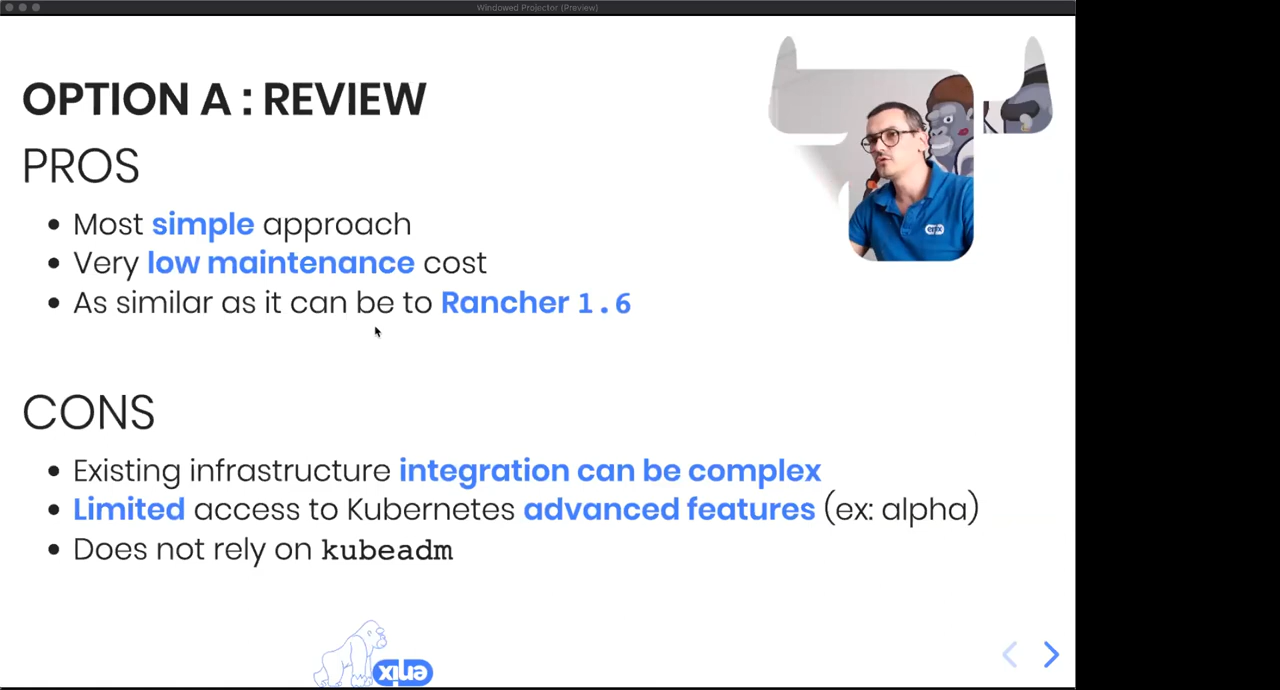 Windowed Projector (Preview)
OPTION A : REVIEW
PROS
Most simple approach
Very low maintenance cost
As similar as it can be to Rancher 1.6
CONS
Existing infrastructure integration can be complex
Limited access to Kubernetes advanced features (ex: alpha)
Does not rely on kubeadm
enix
enix